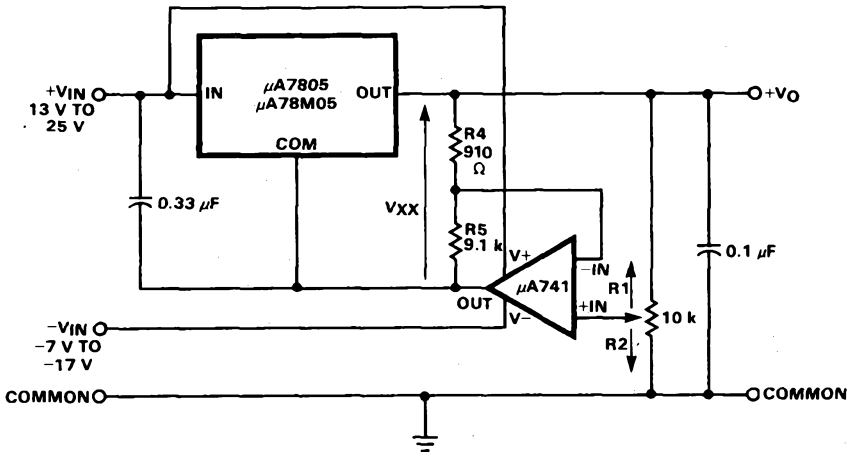 +VIN
13 V TO
25 V
IN
μA7805
μA78M05
OUT
COM
+VO
R4
910
Ω
0.33 μF
VXX
R5
9.1 k
V+
-IN
μA741
OUT
+IN
V-
R1
R2
10 k
0.1 μF
-VIN
-7 V TO
-17 V
COMMON
COMMON